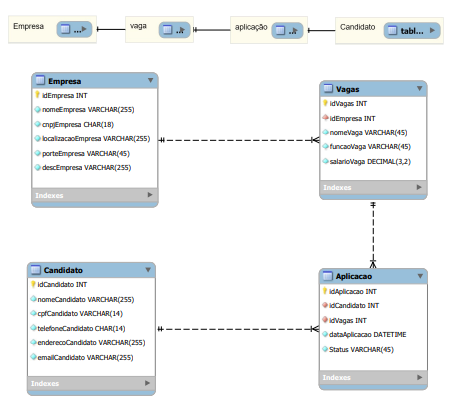 Empresa
...
vaga
...
aplicação
...
Candidato
tabl...
Empresa
idEmpresa INT
nomeEmpresa VARCHAR(255)
cnpjEmpresa CHAR(18)
localizacaoEmpresa VARCHAR(255)
porteEmpresa VARCHAR(45)
descEmpresa VARCHAR(255)
Indexes
Vagas
idVagas INT
idEmpresa INT
nomeVaga VARCHAR(45)
funcaoVaga VARCHAR(45)
salarioVaga DECIMAL(3,2)
Indexes
Candidato
idCandidato INT
nomeCandidato VARCHAR(255)
cpfCandidato VARCHAR(14)
telefoneCandidato CHAR(14)
enderecoCandidato VARCHAR(255)
emailCandidato VARCHAR(255)
Indexes
Aplicacao
idAplicacao INT
idCandidato INT
idVagas INT
dataAplicacao DATETIME
Status VARCHAR(45)
Indexes